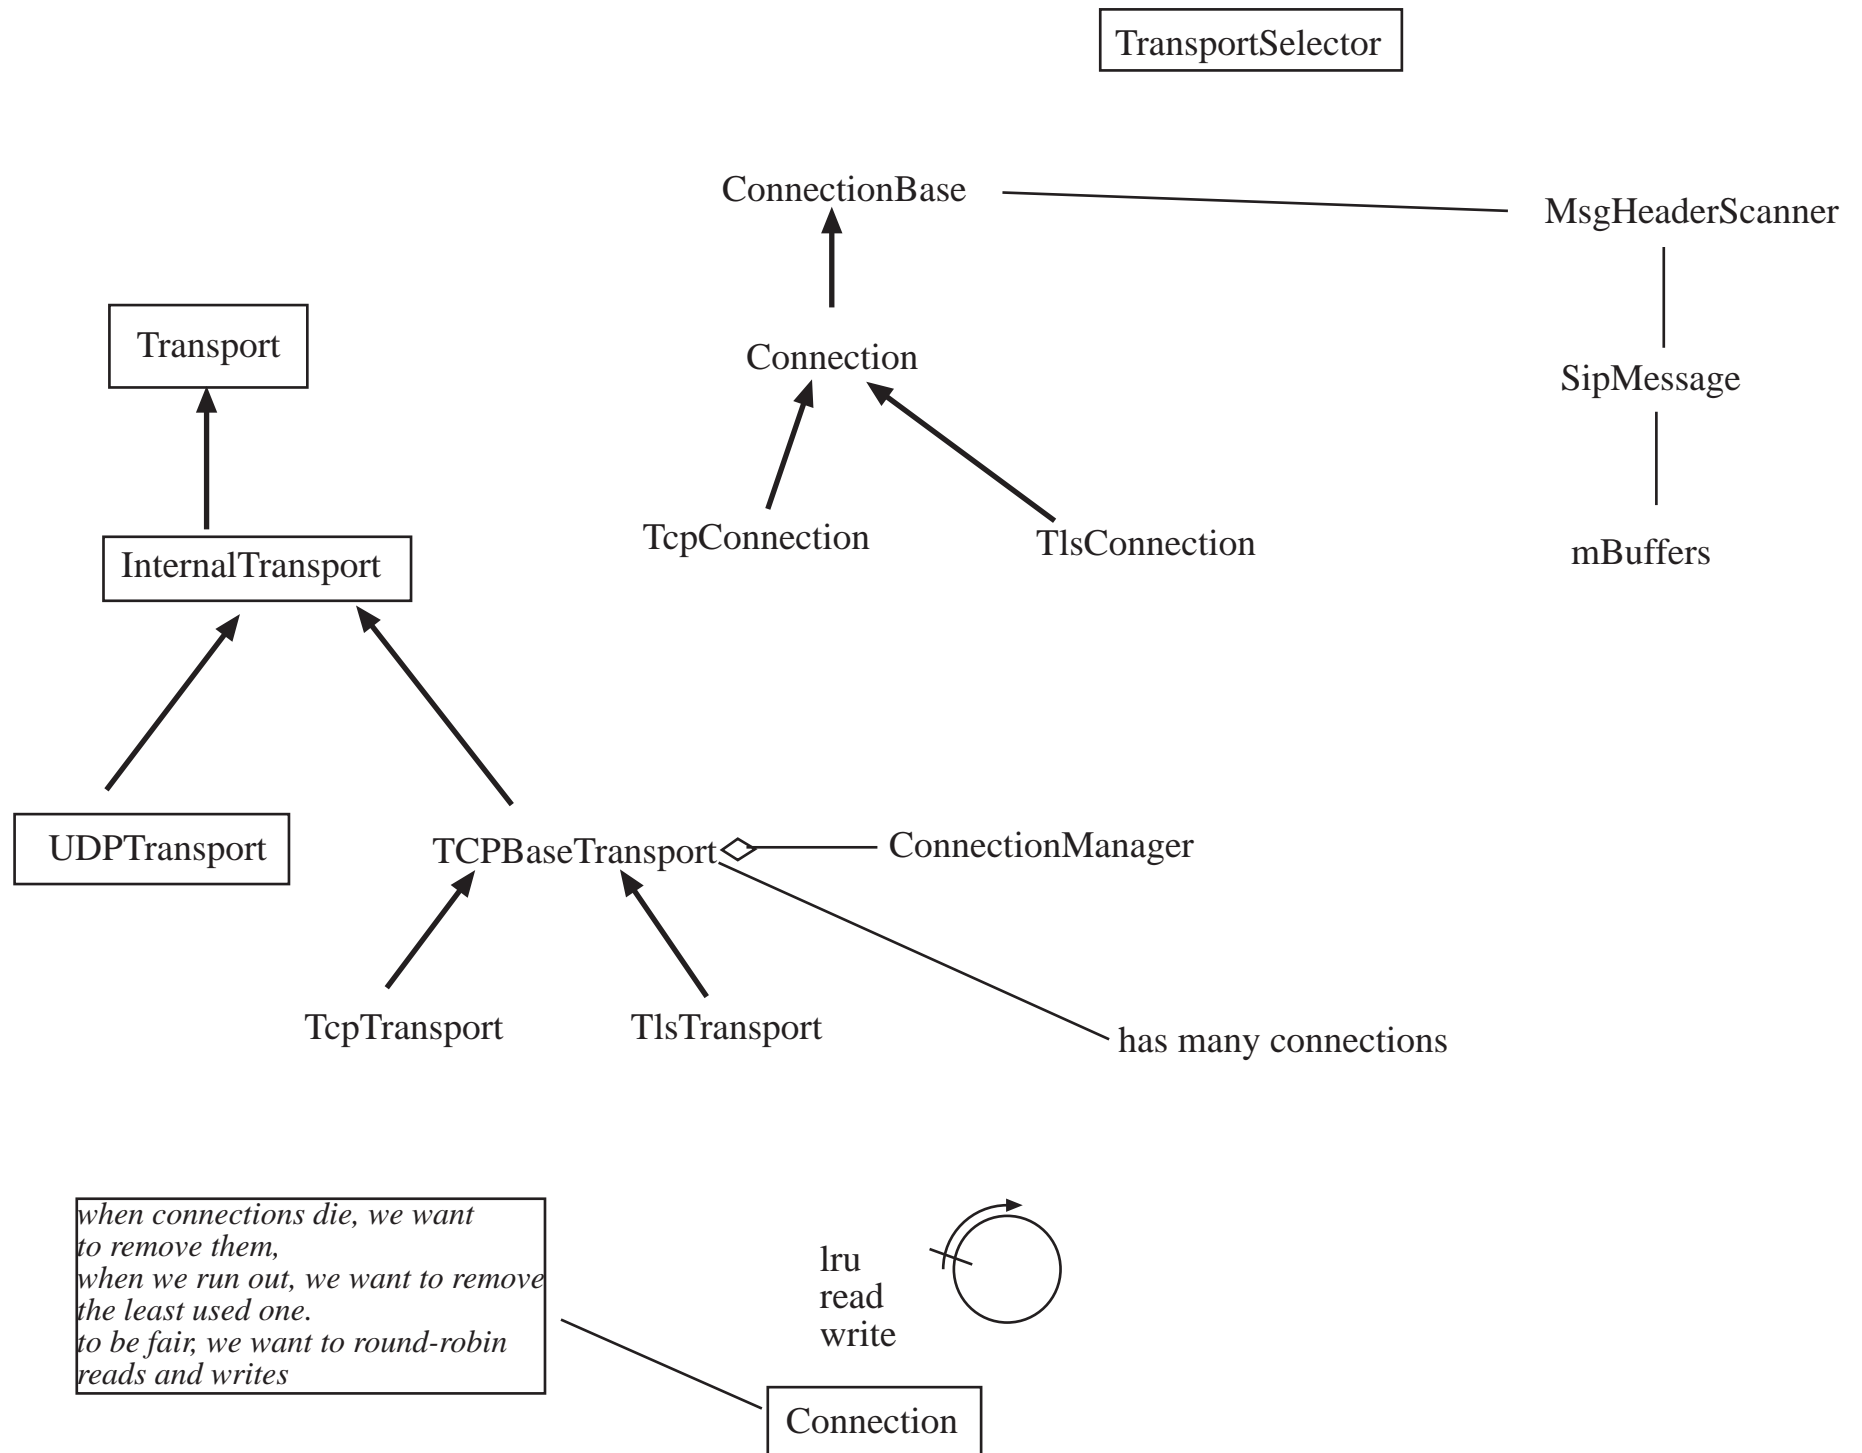 TransportSelector
ConnectionBase
MsgHeaderScanner
Transport
Connection
SipMessage
InternalTransport
TcpConnection
TlsConnection
mBuffers
UDPTransport
TCPBaseTransport
ConnectionManager
TcpTransport
TlsTransport
has many connections
when connections die, we want
to remove them,
when we run out, we want to remove
the least used one.
to be fair, we want to round-robin
reads and writes
lru
read
write
Connection